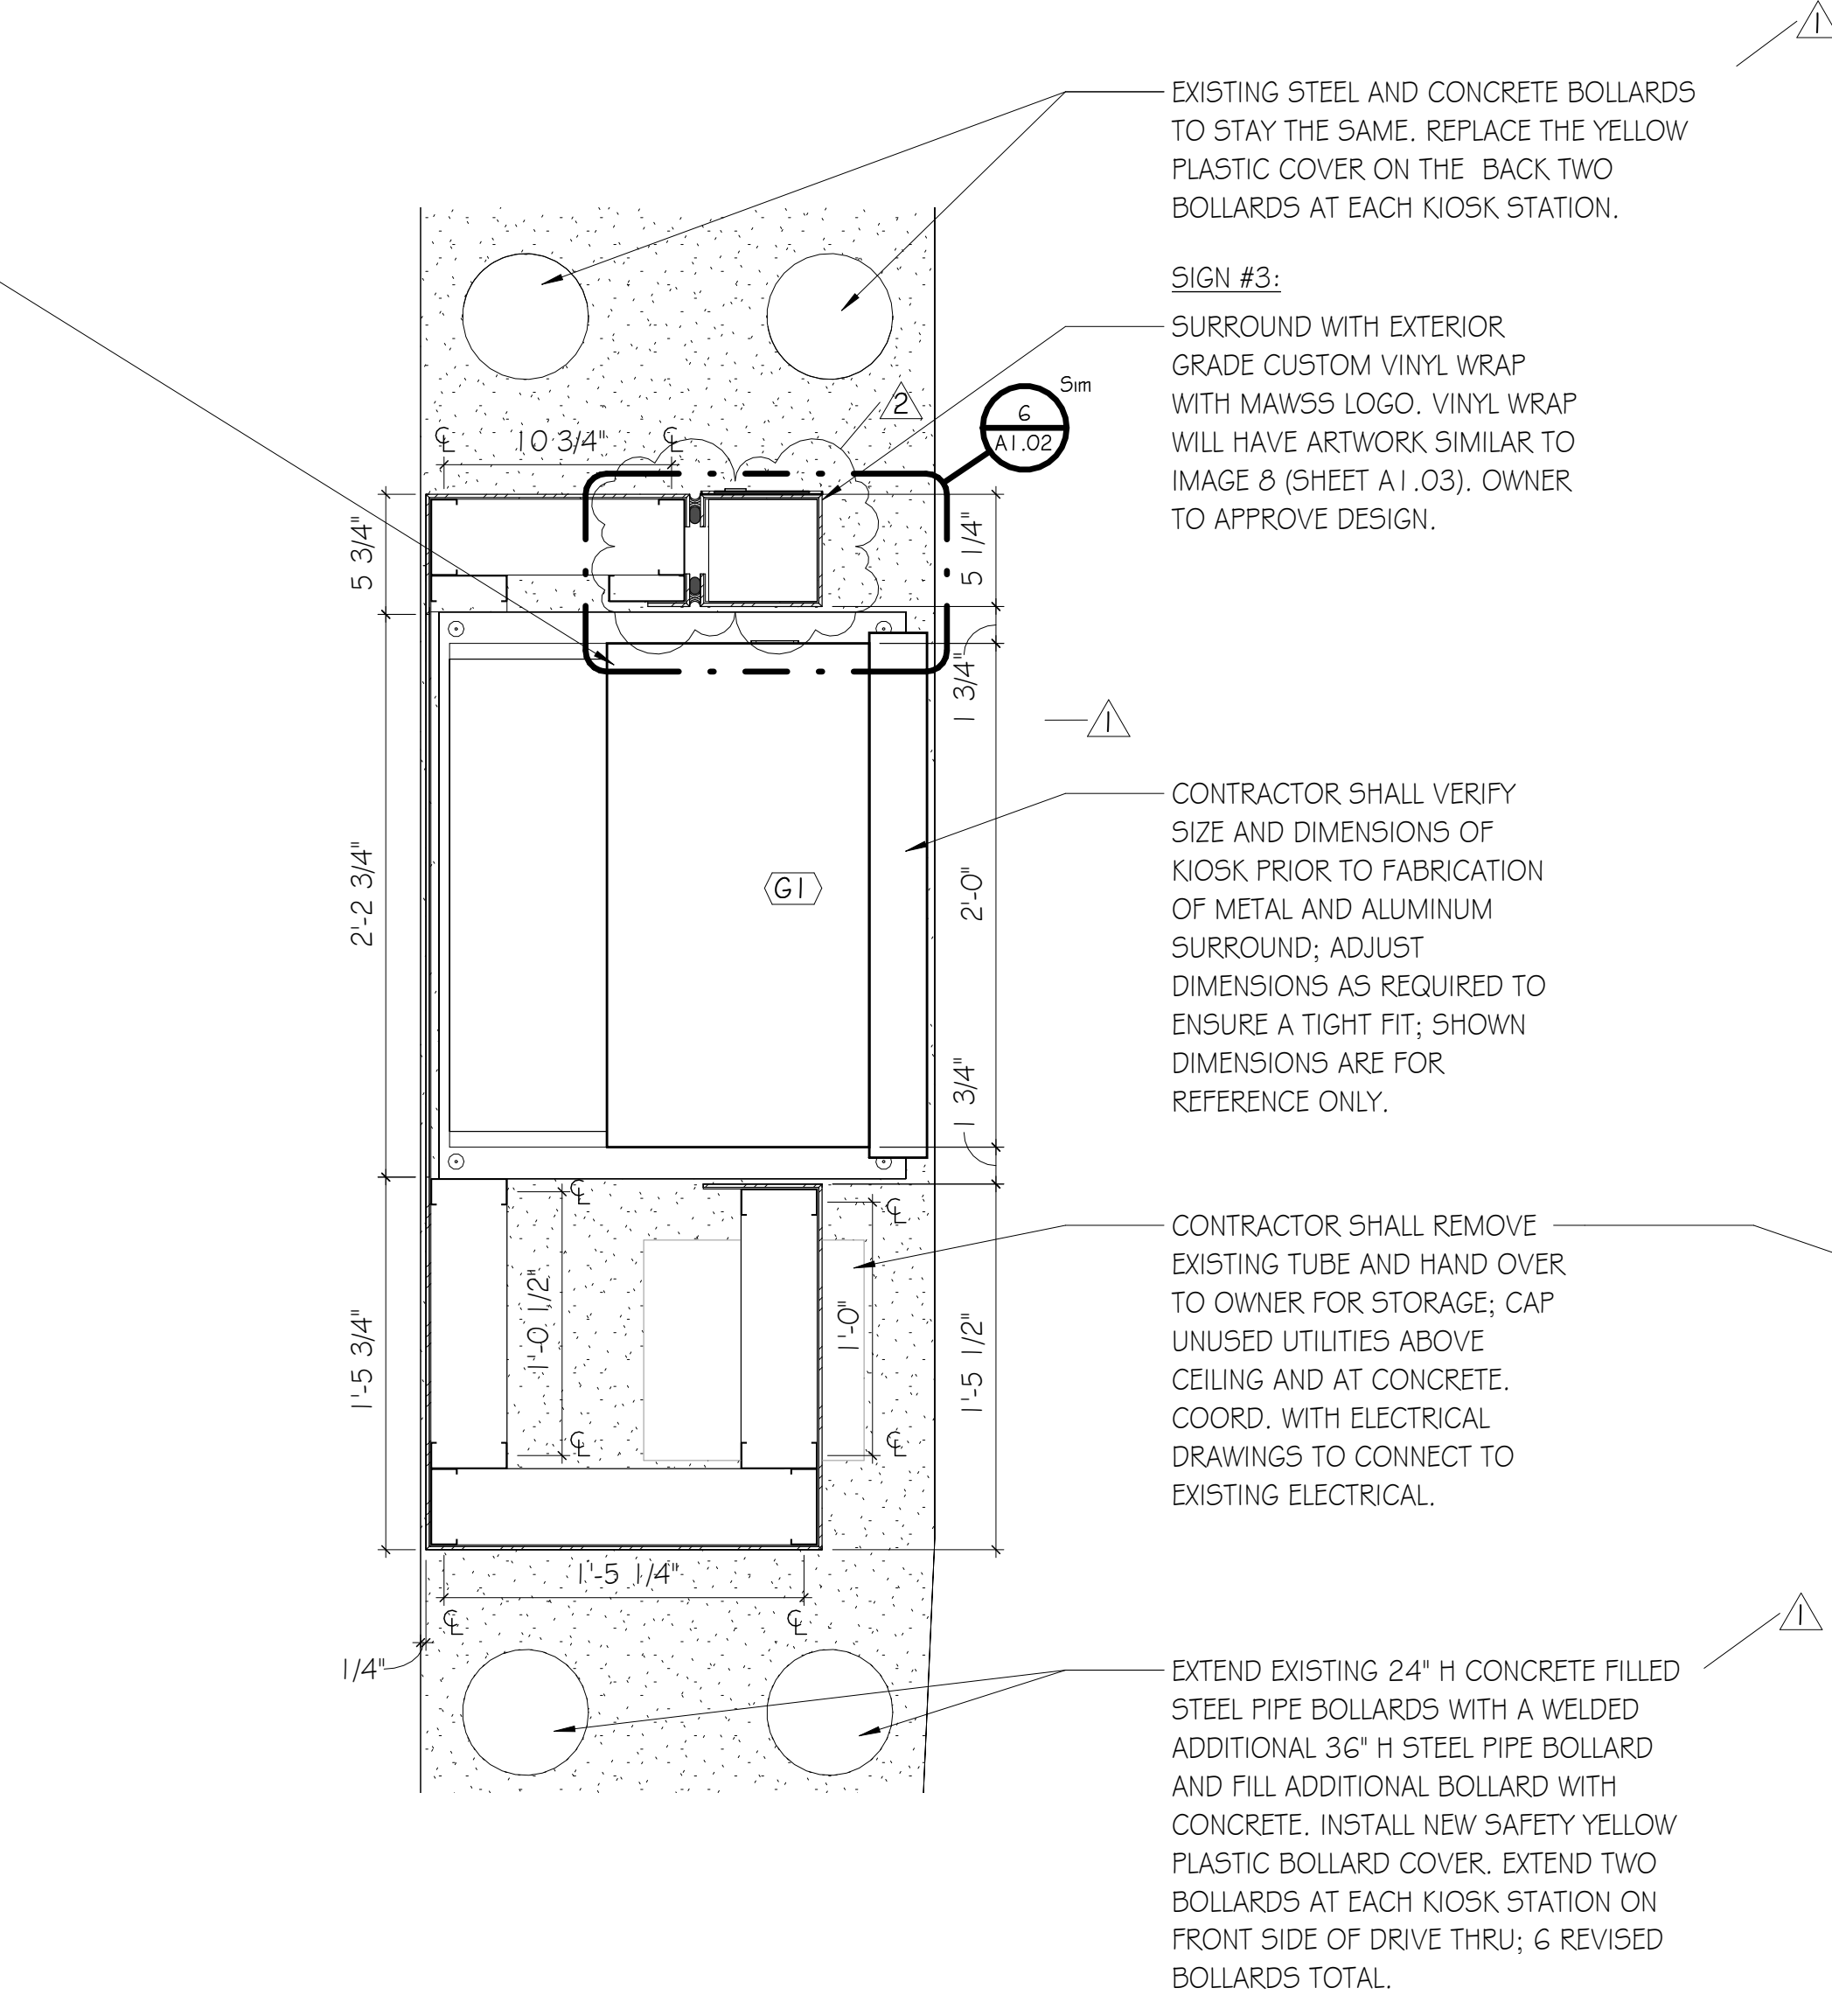 1
EXISTING STEEL AND CONCRETE BOLLARDS
TO STAY THE SAME. REPLACE THE YELLOW
PLASTIC COVER ON THE BACK TWO
BOLLARDS AT EACH KIOSK STATION.
SIGN #3:
SURROUND WITH EXTERIOR
GRADE CUSTOM VINYL WRAP
WITH MAWSS LOGO. VINYL WRAP
WILL HAVE ARTWORK SIMILAR TO
IMAGE 8 (SHEET A1.03). OWNER
TO APPROVE DESIGN.
Sim
6
A1.02
2
℄ 10 3/4" ℄
5 3/4"
5 1/4"
1 3/4"
1
CONTRACTOR SHALL VERIFY
SIZE AND DIMENSIONS OF
KIOSK PRIOR TO FABRICATION
OF METAL AND ALUMINUM
SURROUND; ADJUST
DIMENSIONS AS REQUIRED TO
ENSURE A TIGHT FIT; SHOWN
DIMENSIONS ARE FOR
REFERENCE ONLY.
2'-2 3/4"
G1
2'-0"
1 3/4"
℄
℄
CONTRACTOR SHALL REMOVE
EXISTING TUBE AND HAND OVER
TO OWNER FOR STORAGE; CAP
UNUSED UTILITIES ABOVE
CEILING AND AT CONCRETE.
COORD. WITH ELECTRICAL
DRAWINGS TO CONNECT TO
EXISTING ELECTRICAL.
1'-5 3/4"
1'-0 1/2"
1'-0"
1'-5 1/2"
℄
℄
1'-5 1/4"
℄
℄
1/4"
1
EXTEND EXISTING 24" H CONCRETE FILLED
STEEL PIPE BOLLARDS WITH A WELDED
ADDITIONAL 36" H STEEL PIPE BOLLARD
AND FILL ADDITIONAL BOLLARD WITH
CONCRETE. INSTALL NEW SAFETY YELLOW
PLASTIC BOLLARD COVER. EXTEND TWO
BOLLARDS AT EACH KIOSK STATION ON
FRONT SIDE OF DRIVE THRU; 6 REVISED
BOLLARDS TOTAL.